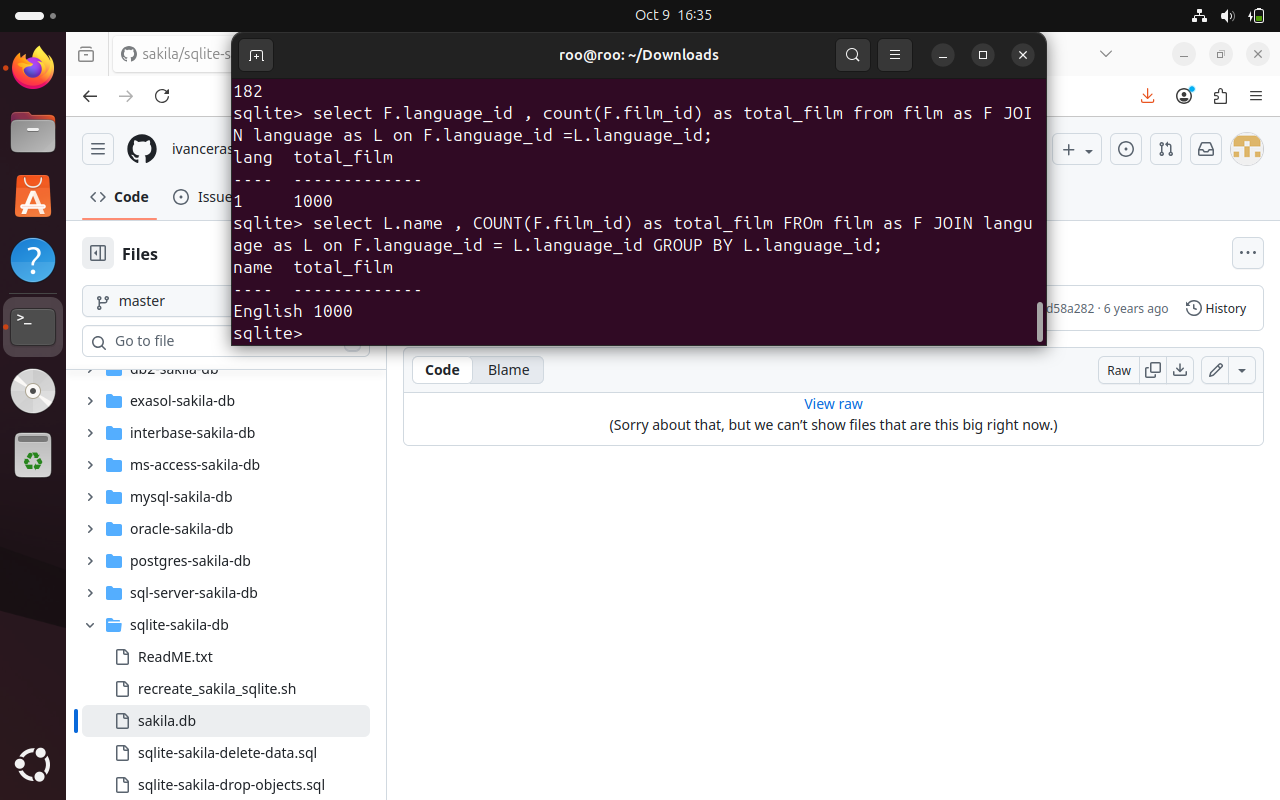 Oct 9 16:35
sakila/sqlite-s
roo@roo: ~/Downloads
182
sqlite> select F.language_id , count(F.film_id) as total_film from film as F JOI
N language as L on F.language_id =L.language_id;
lang  total_film
----  -------------
1     1000
sqlite> select L.name , COUNT(F.film_id) as total_film FROm film as F JOIN langu
age as L on F.language_id = L.language_id GROUP BY L.language_id;
name  total_film
----  -------------
English 1000
sqlite>
ivanceras
Code
Issue
Files
master
Go to file
d58a282 · 6 years ago
History
Code
Blame
Raw
View raw
(Sorry about that, but we can’t show files that are this big right now.)
db2-sakila-db
exasol-sakila-db
interbase-sakila-db
ms-access-sakila-db
mysql-sakila-db
oracle-sakila-db
postgres-sakila-db
sql-server-sakila-db
sqlite-sakila-db
ReadME.txt
recreate_sakila_sqlite.sh
sakila.db
sqlite-sakila-delete-data.sql
sqlite-sakila-drop-objects.sql